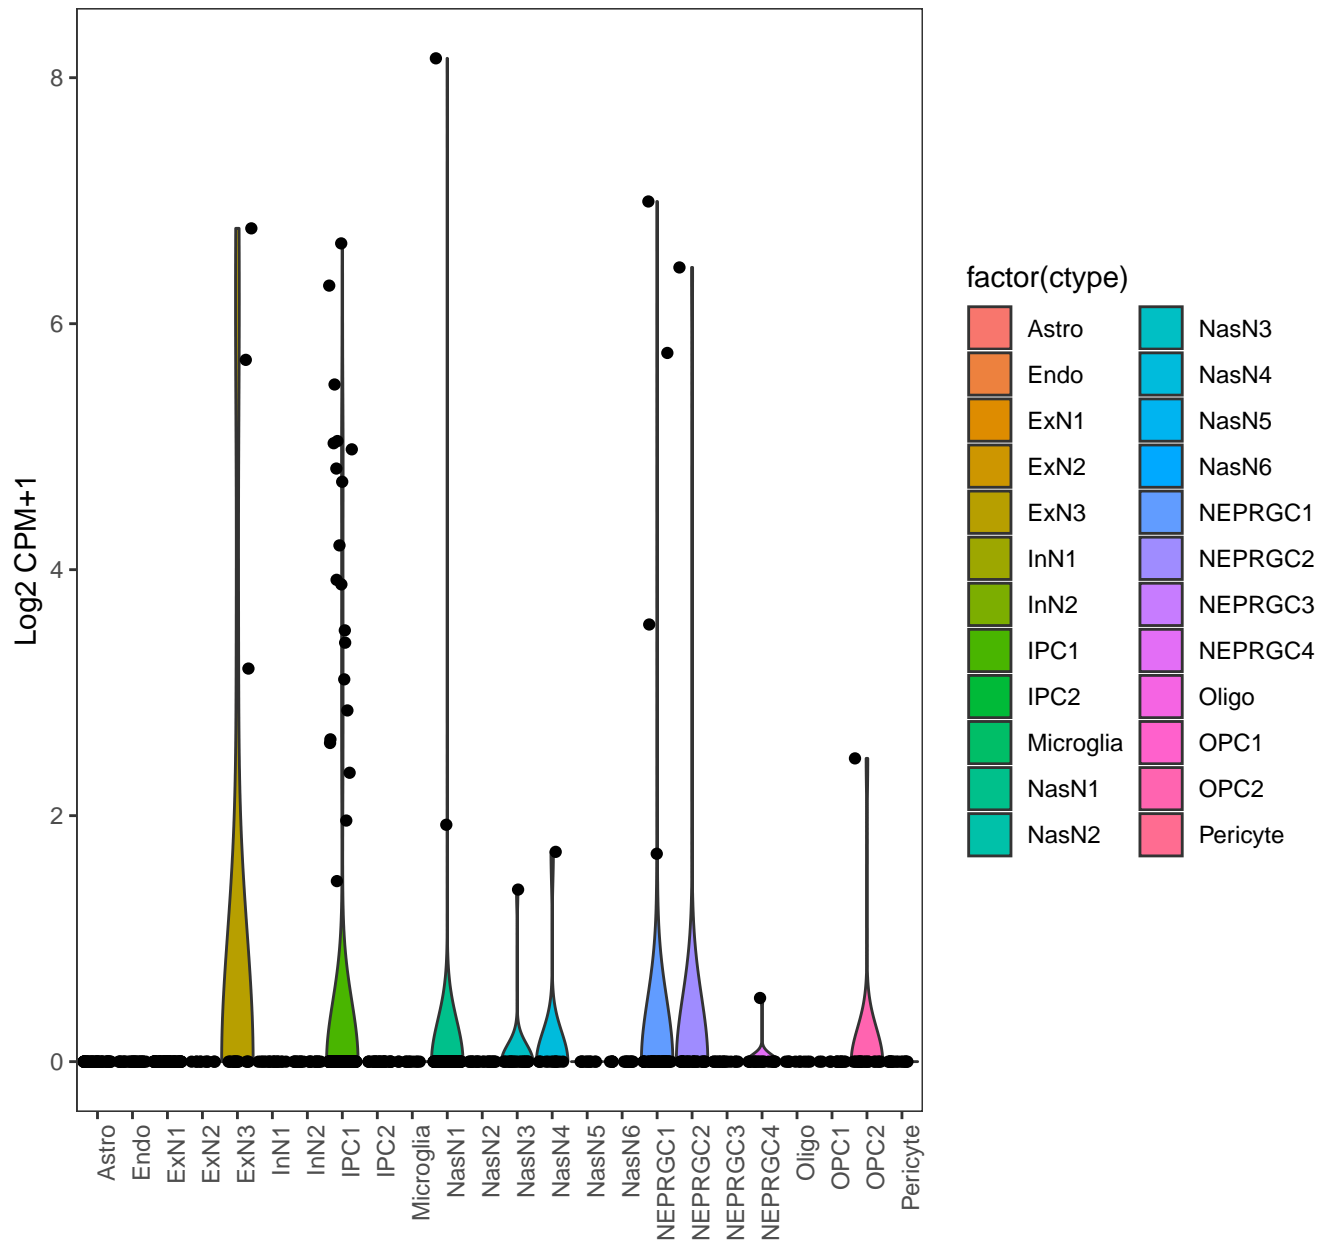 Log2 CPM+1
8
6
4
2
0
Astro
Endo
ExN1
ExN2
ExN3
InN1
InN2
IPC1
IPC2
Microglia
NasN1
NasN2
NasN3
NasN4
NasN5
NasN6
NEPRGC1
NEPRGC2
NEPRGC3
NEPRGC4
Oligo
OPC1
OPC2
Pericyte
factor(ctype)
Astro
Endo
ExN1
ExN2
ExN3
InN1
InN2
IPC1
IPC2
Microglia
NasN1
NasN2
NasN3
NasN4
NasN5
NasN6
NEPRGC1
NEPRGC2
NEPRGC3
NEPRGC4
Oligo
OPC1
OPC2
Pericyte